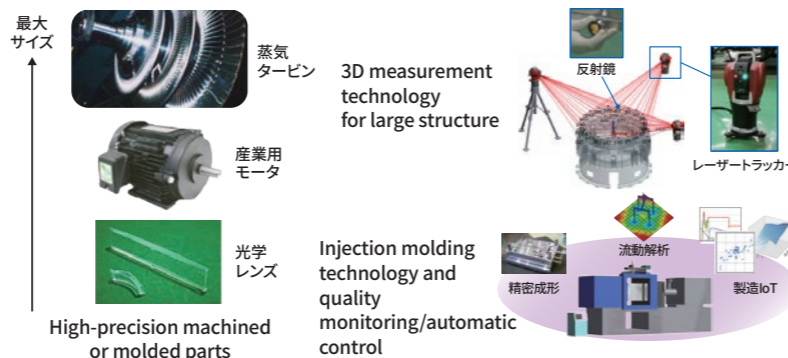 最大
サイズ
蒸気
タービン
産業用
モータ
光学
レンズ
High-precision machined
or molded parts
3D measurement
technology
for large structure
反射鏡
レーザートラッカー
Injection molding
technology and
quality
monitoring/automatic
control
流動解析
精密成形
製造IoT